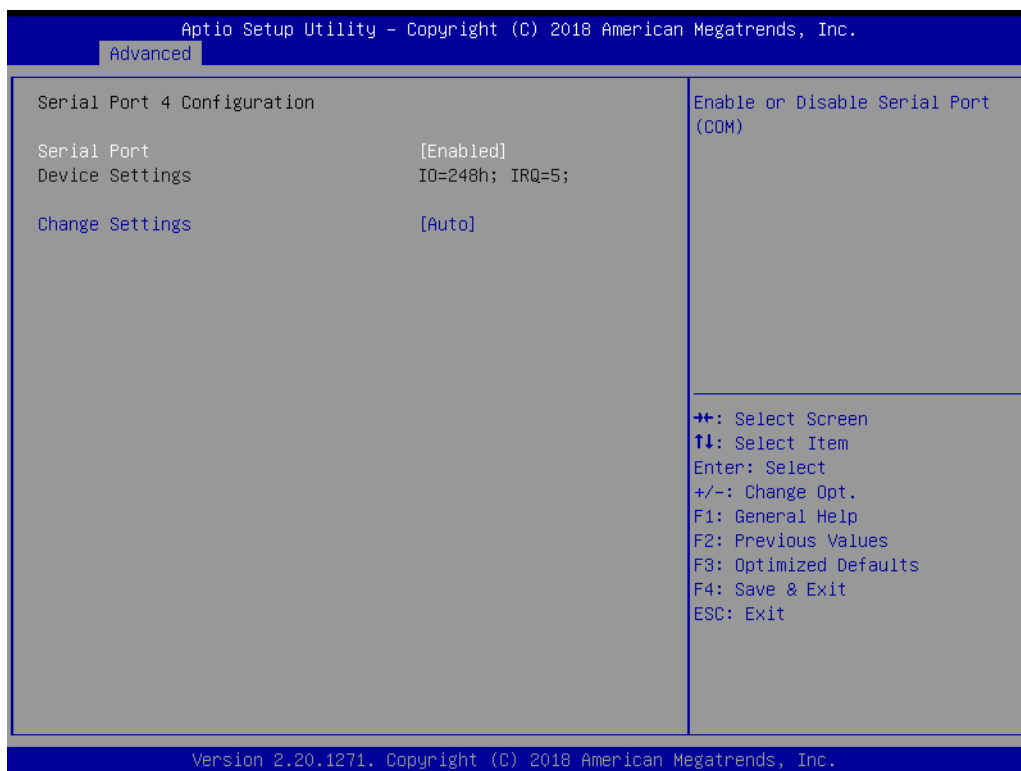 Aptio Setup Utility – Copyright (C) 2018 American Megatrends, Inc.
Advanced
Serial Port 4 Configuration
Serial Port [Enabled]
Device Settings IO=248h; IRQ=5;
Change Settings [Auto]
Enable or Disable Serial Port
(COM)
→←: Select Screen
↑↓: Select Item
Enter: Select
+/-: Change Opt.
F1: General Help
F2: Previous Values
F3: Optimized Defaults
F4: Save & Exit
ESC: Exit
Version 2.20.1271. Copyright (C) 2018 American Megatrends, Inc.